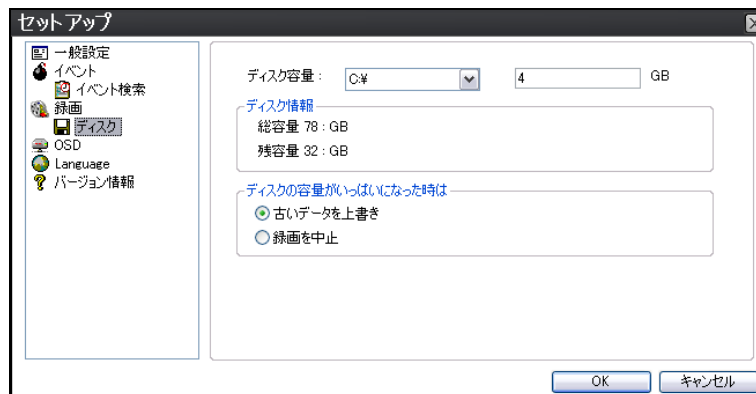 セットアップ
一般設定
イベント
イベント検索
録画
ディスク
OSD
Language
バージョン情報
ディスク容量： C:¥ 4 GB
ディスク情報
総容量 78 : GB
残容量 32 : GB
ディスクの容量がいっぱいになった時は
古いデータを上書き
録画を中止
OK キャンセル